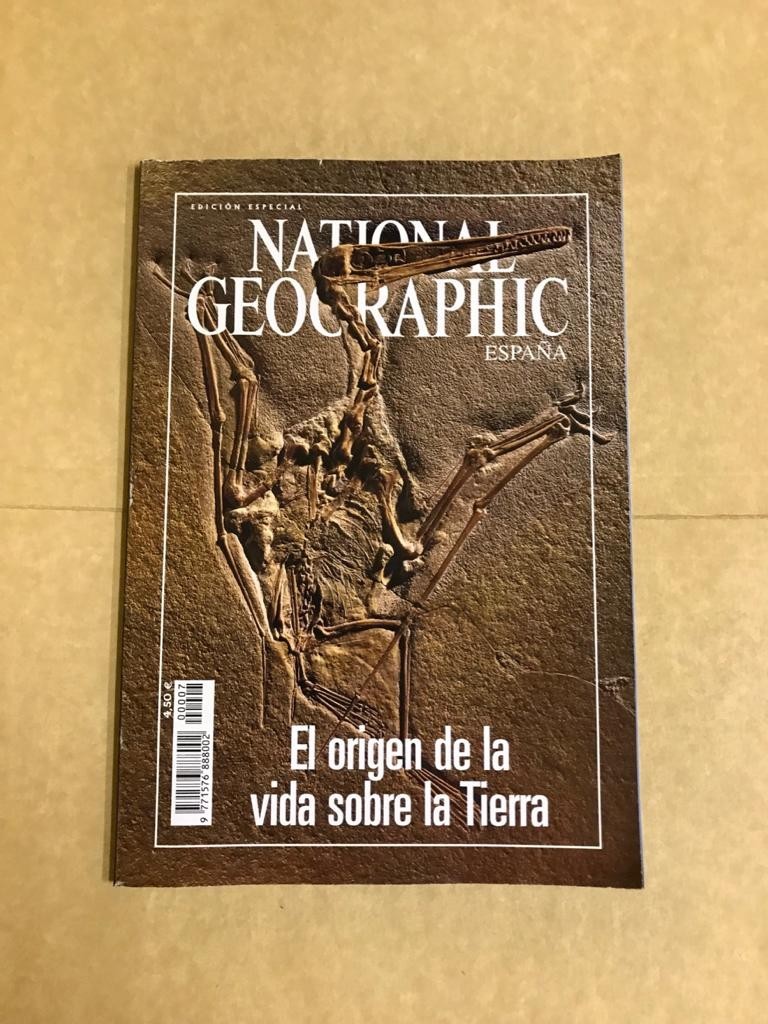 EDICIÓN ESPECIAL
NATIONAL
GEOGRAPHIC
ESPAÑA
4,50 €
00007
9 771576 888002
El origen de la
vida sobre la Tierra